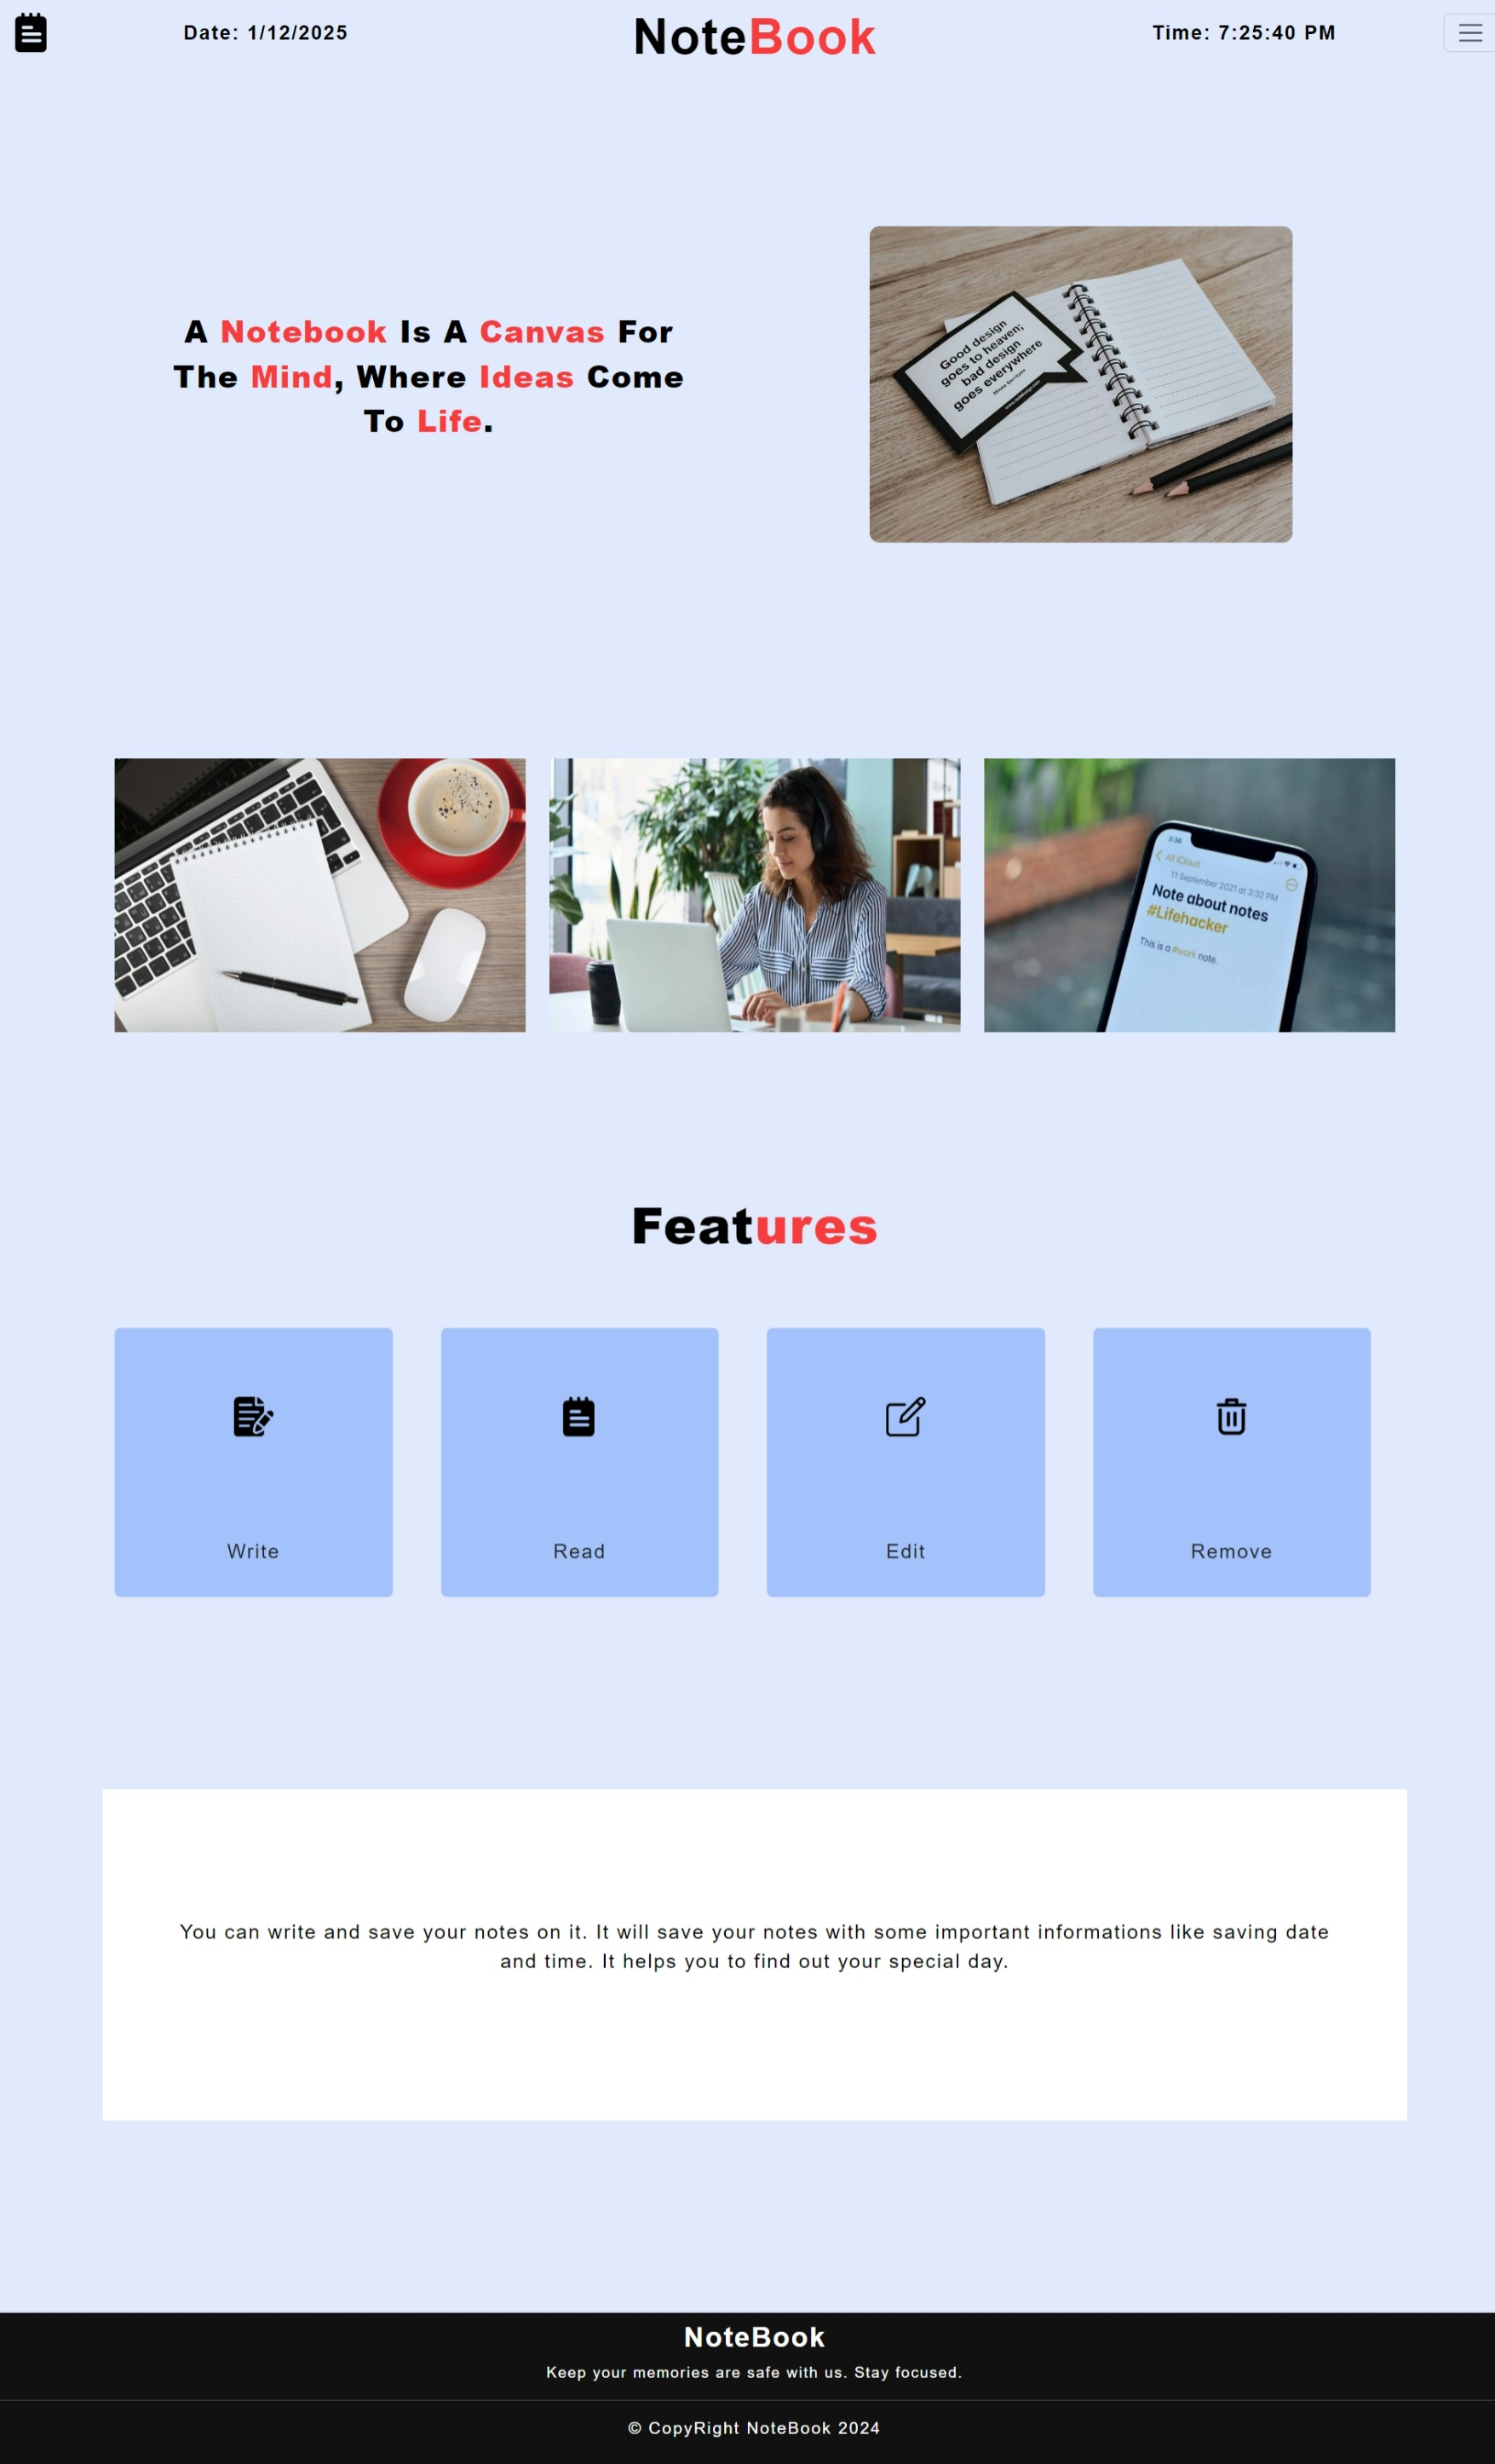 Date: 1/12/2025
NoteBook
Time: 7:25:40 PM
A Notebook Is A Canvas For
The Mind, Where Ideas Come
To Life.
Good design
goes to heaven;
bad design
goes everywhere
3:36
All iCloud
11 September 2021 at 3:32 PM
Note about notes
#Lifehacker
This is a #work note.
Features
Write
Read
Edit
Remove
You can write and save your notes on it. It will save your notes with some important informations like saving date
and time. It helps you to find out your special day.
NoteBook
Keep your memories are safe with us. Stay focused.
© CopyRight NoteBook 2024